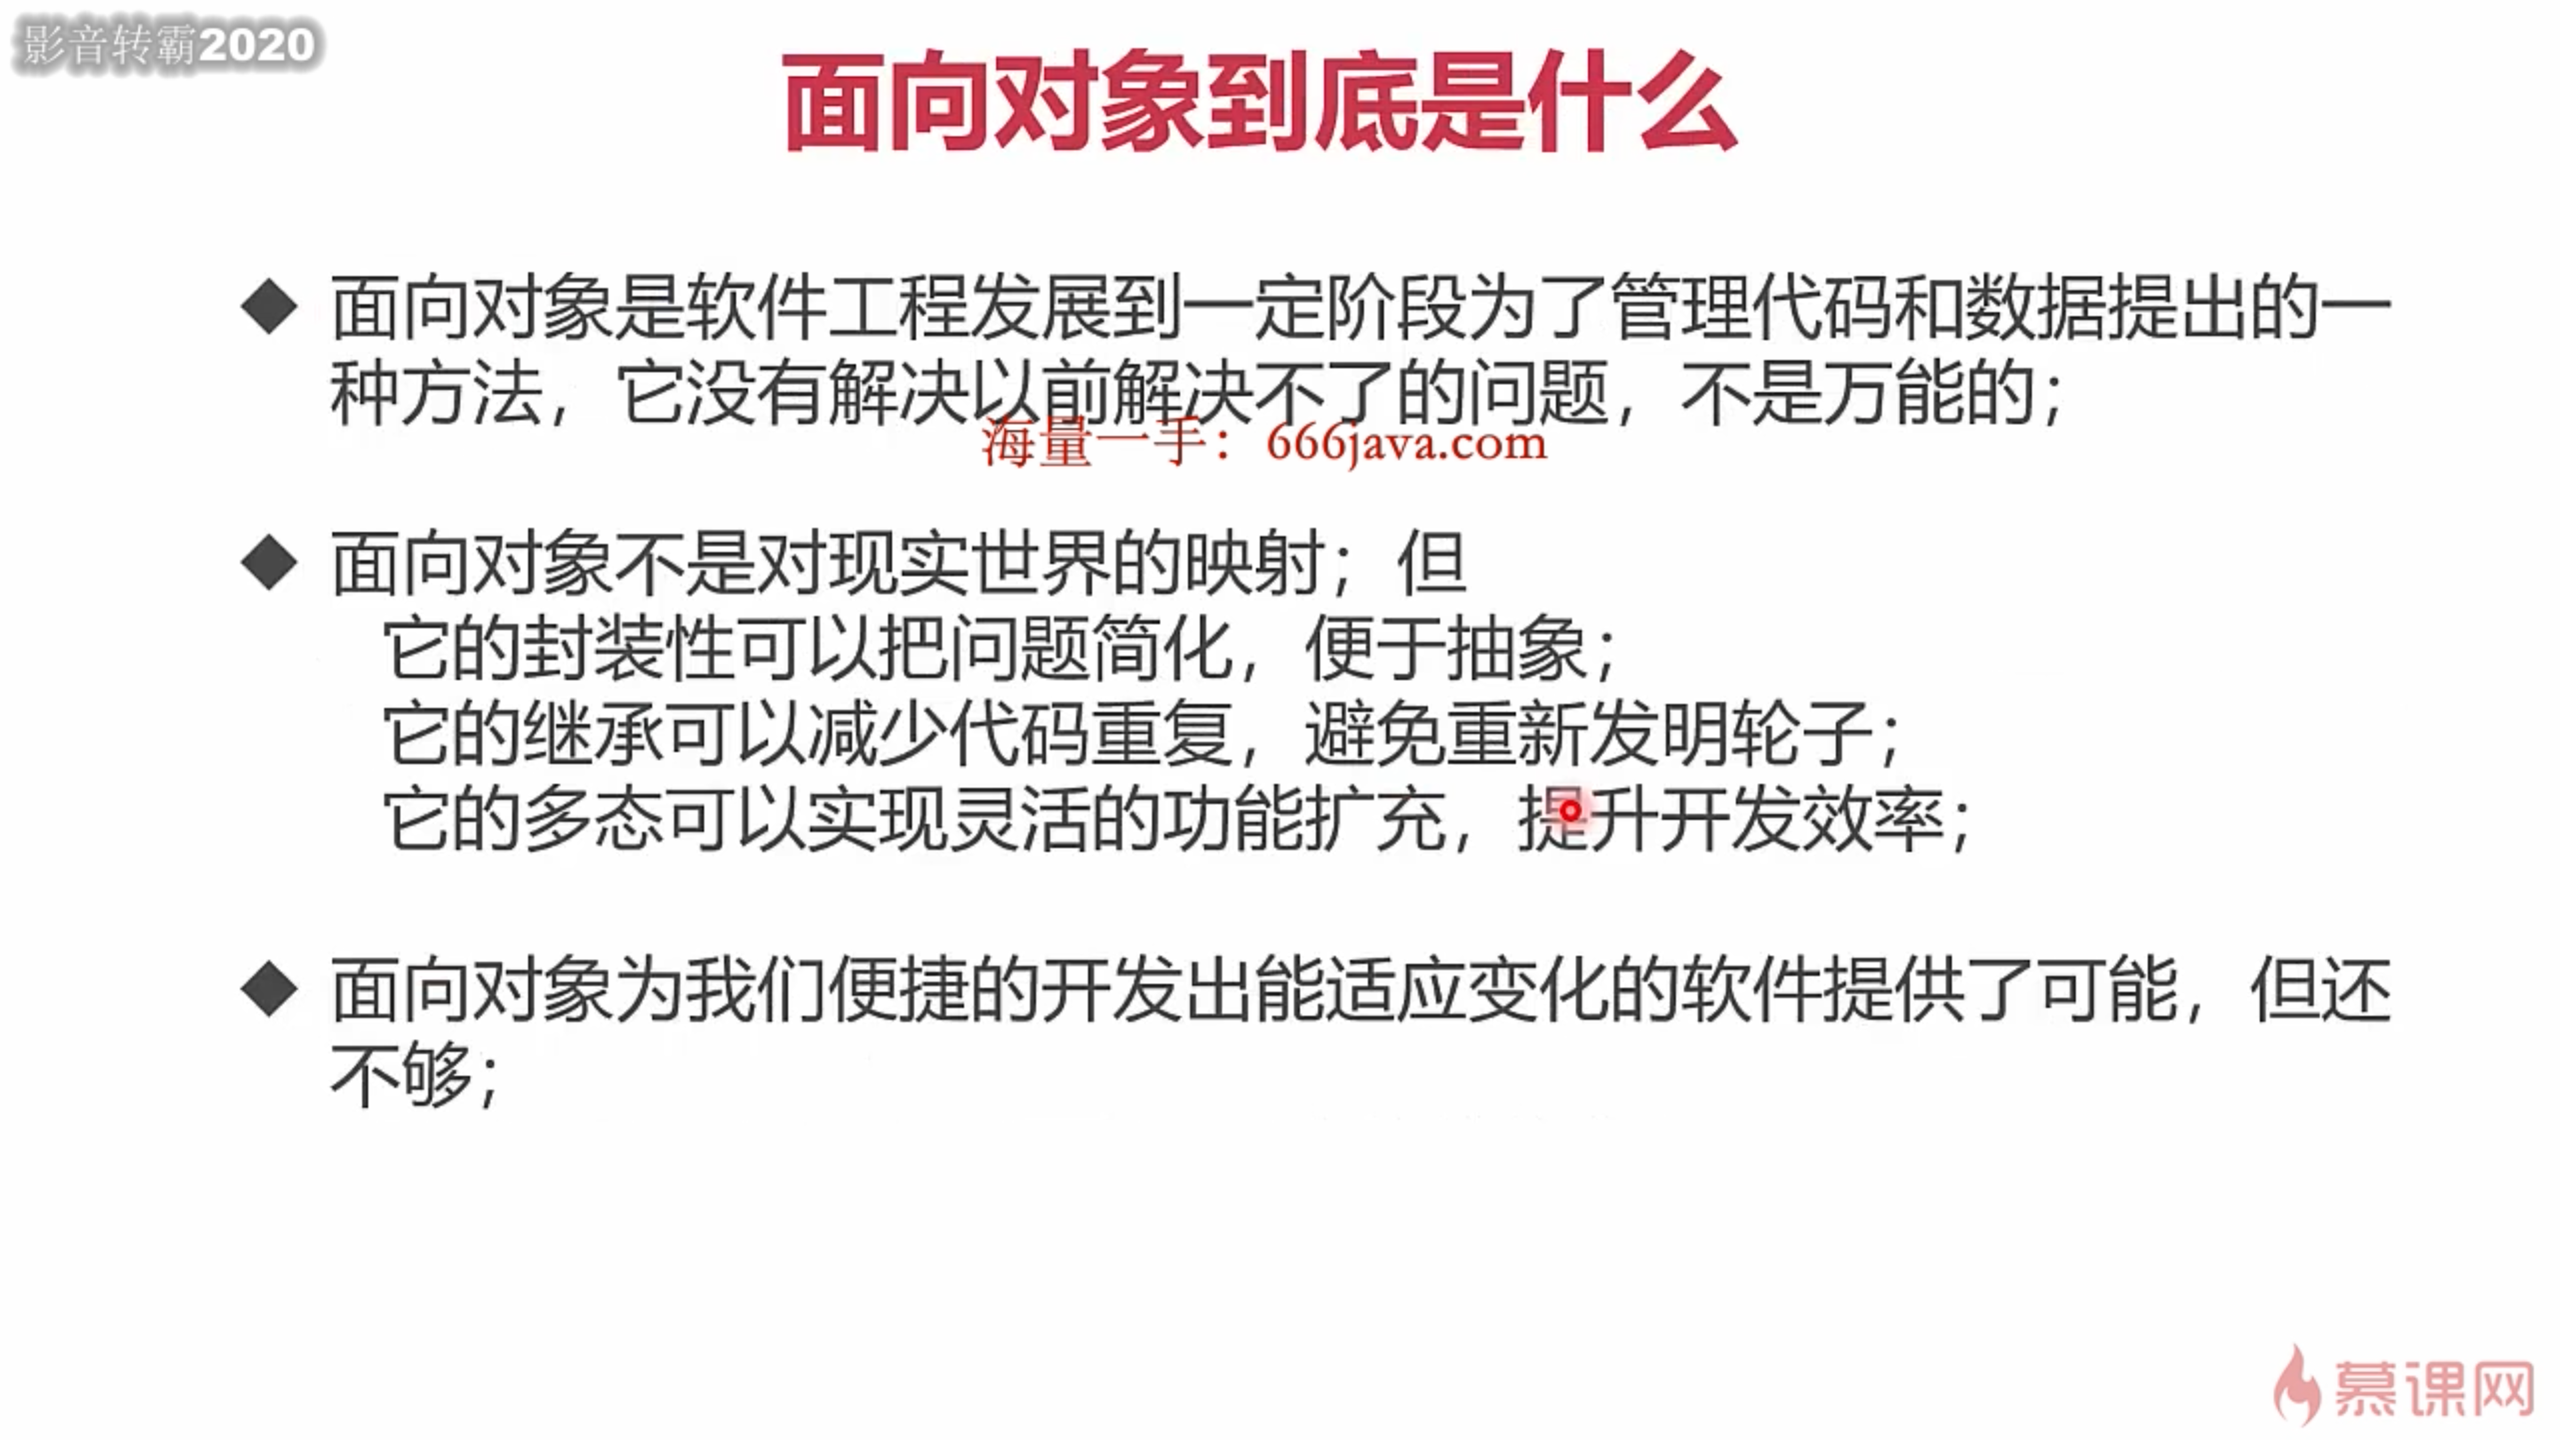 影音转霸2020
面向对象到底是什么
面向对象是软件工程发展到一定阶段为了管理代码和数据提出的一
种方法，它没有解决以前解决不了的问题，不是万能的；
海量一手：666java.com
面向对象不是对现实世界的映射；但
它的封装性可以把问题简化，便于抽象；
它的继承可以减少代码重复，避免重新发明轮子；
它的多态可以实现灵活的功能扩充，提升开发效率；
面向对象为我们便捷的开发出能适应变化的软件提供了可能，但还
不够；
慕课网